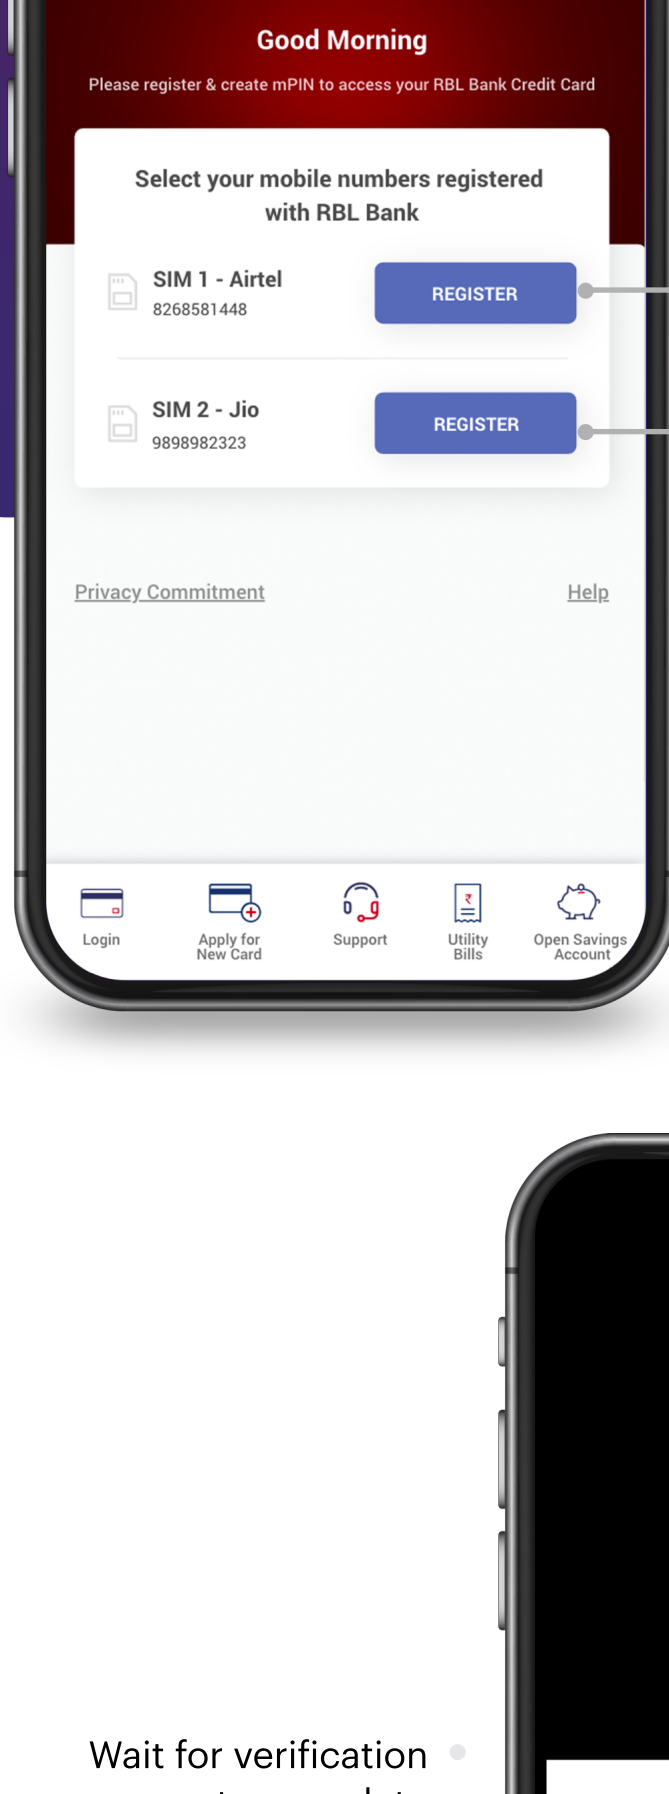 Good Morning
Please register & create mPIN to access your RBL Bank Credit Card
Select your mobile numbers registered
with RBL Bank
SIM 1 - Airtel
8268581448
REGISTER
SIM 2 - Jio
9898982323
REGISTER
Privacy Commitment
Help
Login
Apply for
New Card
Support
Utility
Bills
Open Savings
Account
Wait for verification